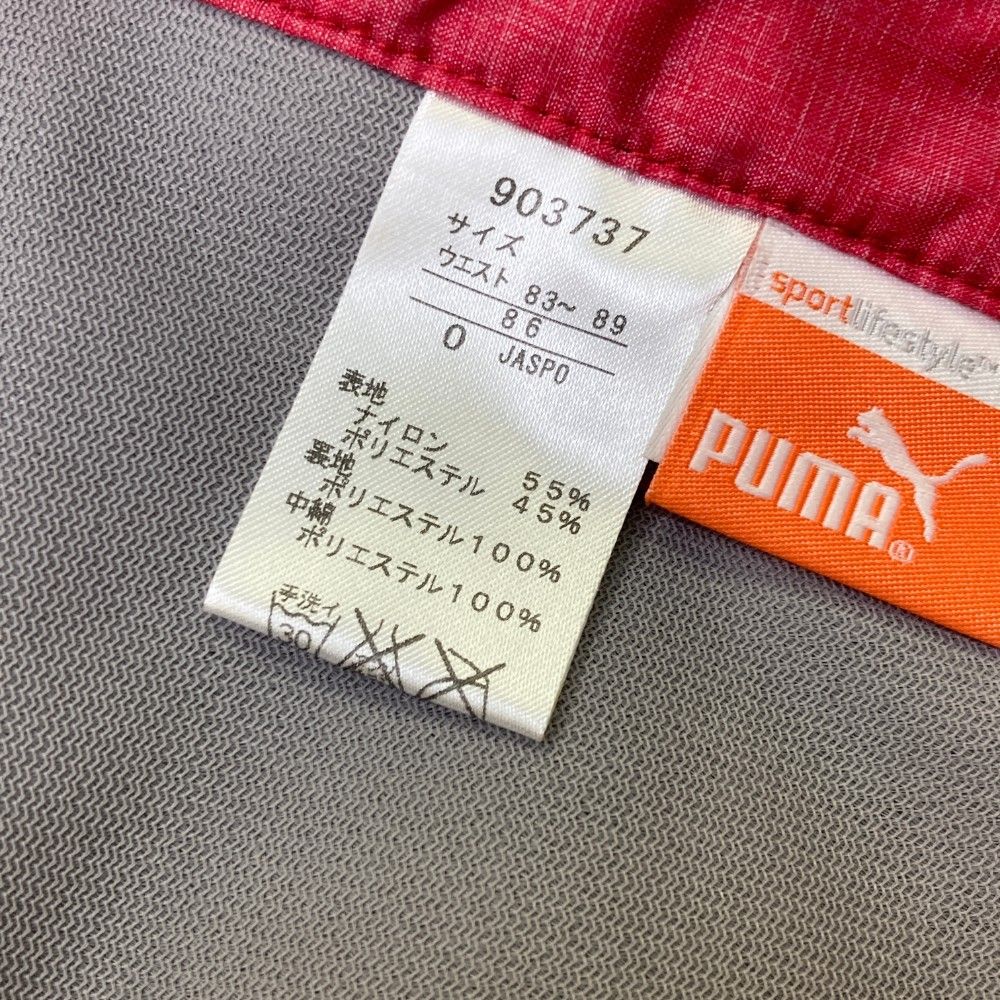 903737
サイズ
ウエスト 83~ 89
86
O JASPO
表地
ナイロン 55%
ポリエステル 45%
裏地
ポリエステル100%
中綿
ポリエステル100%
手洗イ
30
sportlifestyle™
PUMA®